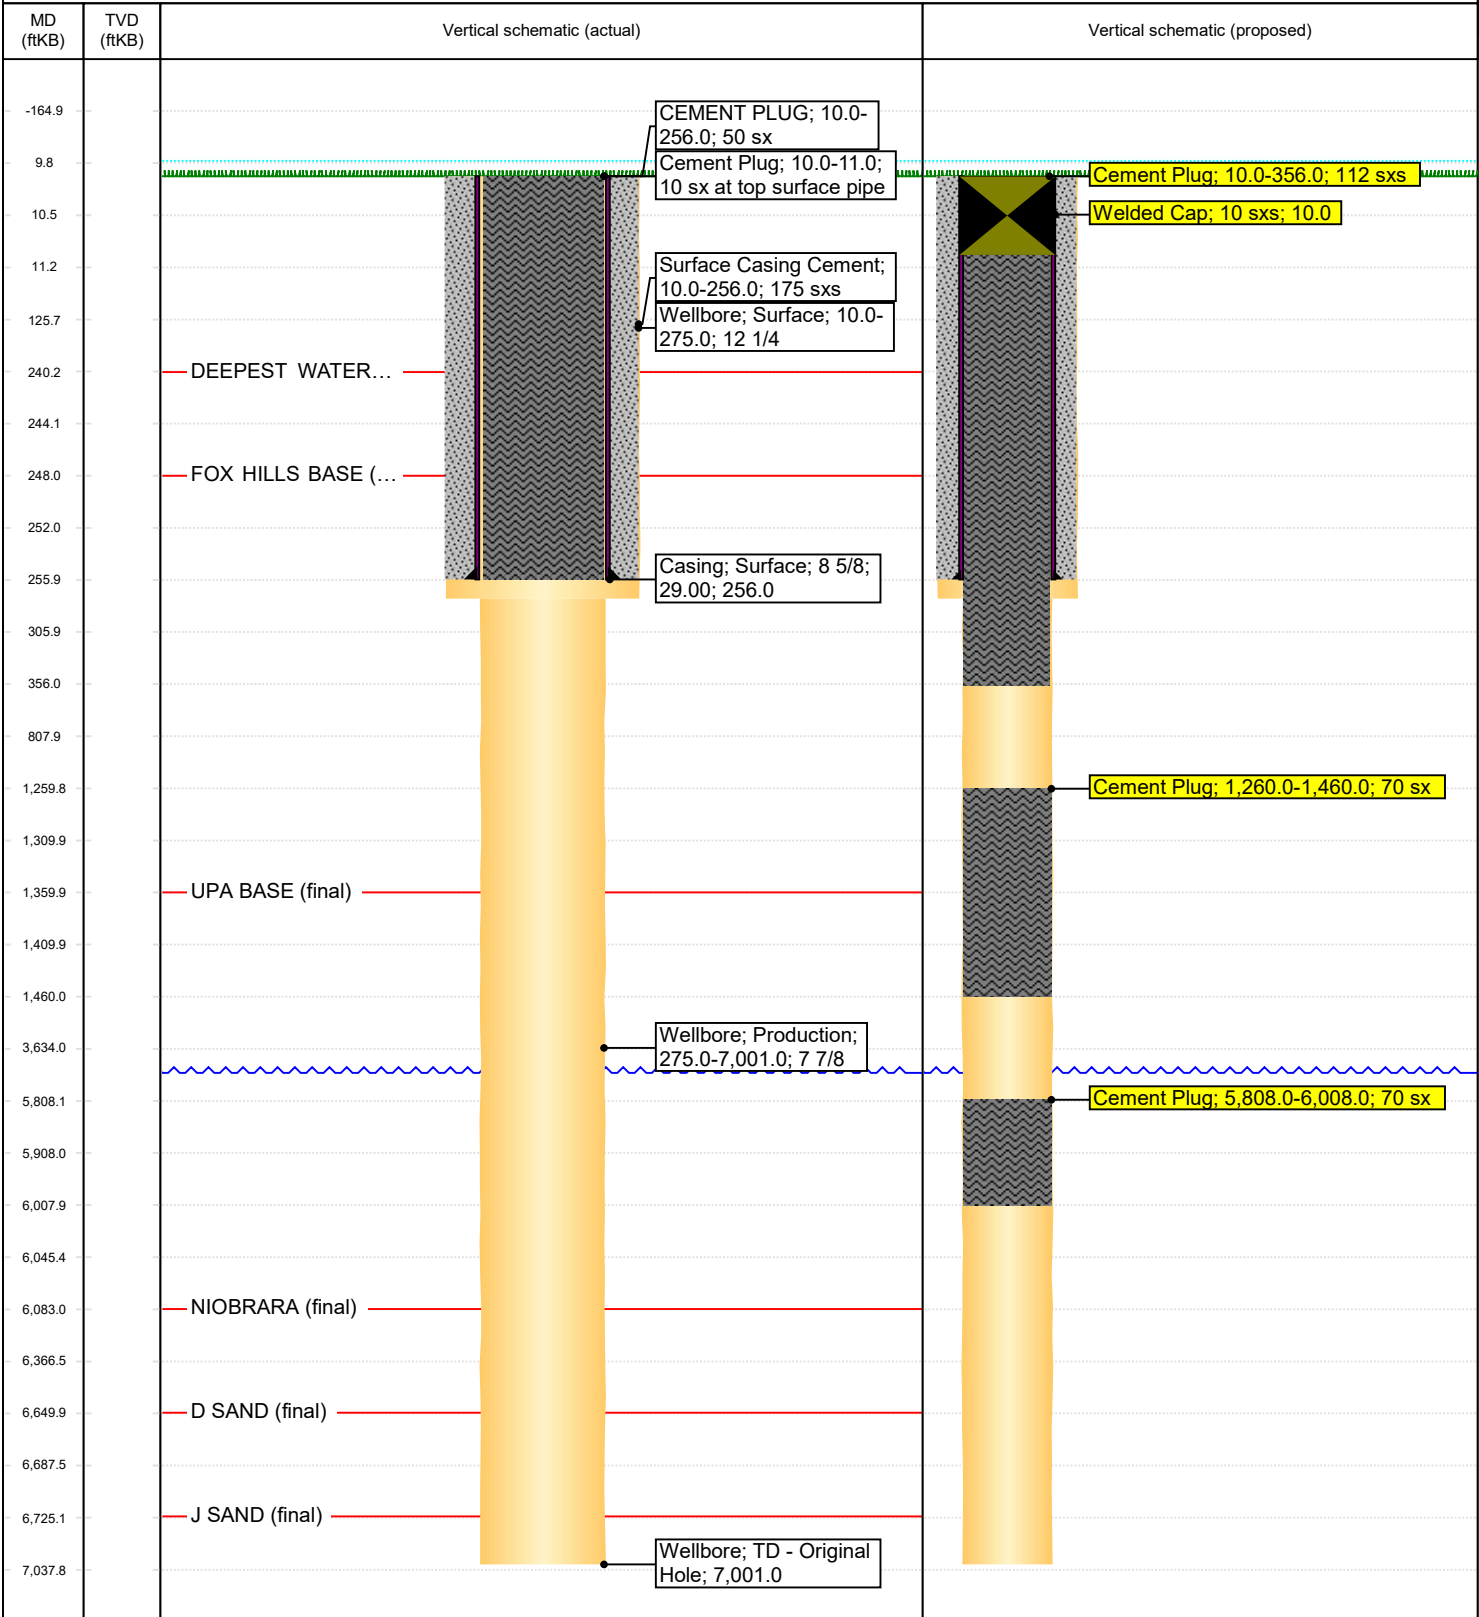 MD
(ftKB)
TVD
(ftKB)
Vertical schematic (actual)
Vertical schematic (proposed)
-164.9
9.8
10.5
11.2
125.7
240.2
244.1
248.0
252.0
255.9
305.9
356.0
807.9
1,259.8
1,309.9
1,359.9
1,409.9
1,460.0
3,634.0
5,808.1
5,908.0
6,007.9
6,045.4
6,083.0
6,366.5
6,649.9
6,687.5
6,725.1
7,037.8
DEEPEST WATER...
FOX HILLS BASE (...
UPA BASE (final)
NIOBRARA (final)
D SAND (final)
J SAND (final)
CEMENT PLUG; 10.0-
256.0; 50 sx
Cement Plug; 10.0-11.0;
10 sx at top surface pipe
Surface Casing Cement;
10.0-256.0; 175 sxs
Wellbore; Surface; 10.0-
275.0; 12 1/4
Casing; Surface; 8 5/8;
29.00; 256.0
Wellbore; Production;
275.0-7,001.0; 7 7/8
Wellbore; TD - Original
Hole; 7,001.0
Cement Plug; 10.0-356.0; 112 sxs
Welded Cap; 10 sxs; 10.0
Cement Plug; 1,260.0-1,460.0; 70 sx
Cement Plug; 5,808.0-6,008.0; 70 sx